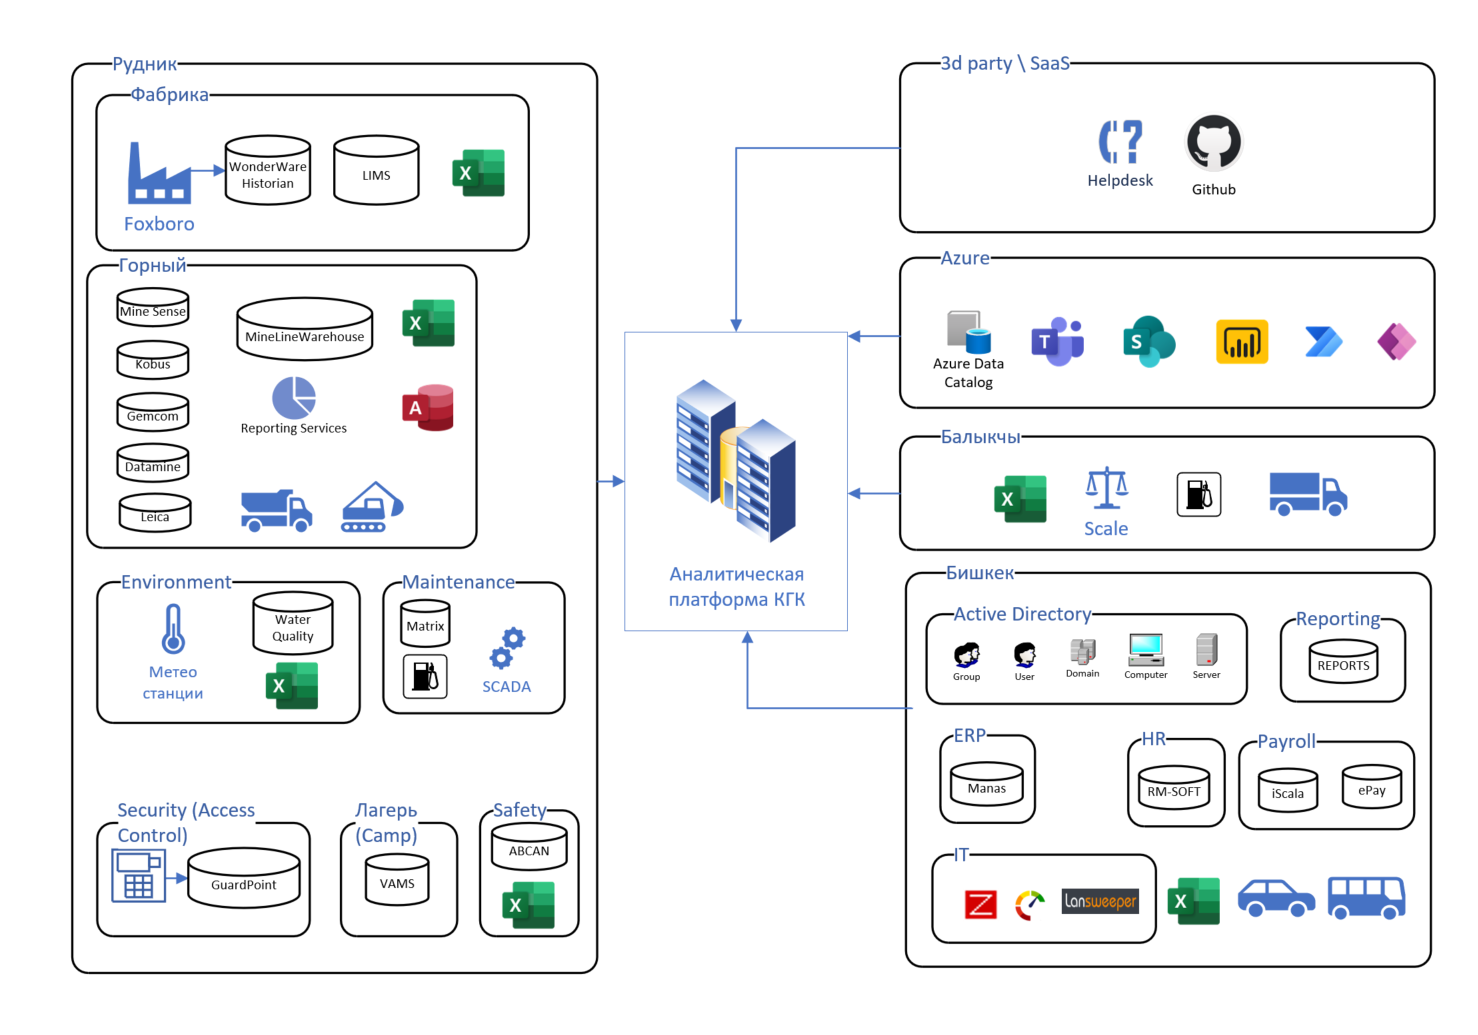 Рудник
Фабрика
WonderWare
Historian
LIMS
X
Foxboro
Горный
Mine Sense
MineLineWarehouse
X
Kobus
Reporting Services
A
Gemcom
Datamine
Leica
Environment
Метео
станции
Water
Quality
X
Maintenance
Matrix
SCADA
Security (Access
Control)
GuardPoint
Лагерь
(Camp)
VAMS
Safety
ABCAN
X
Аналитическая
платформа КГК
3d party \ SaaS
?
Helpdesk
Github
Azure
Azure Data
Catalog
T
S
Балыкчы
X
Scale
Бишкек
Active Directory
Group
User
Domain
Computer
Server
Reporting
REPORTS
ERP
Manas
HR
RM-SOFT
Payroll
iScala
ePay
IT
Z
Lansweeper
X